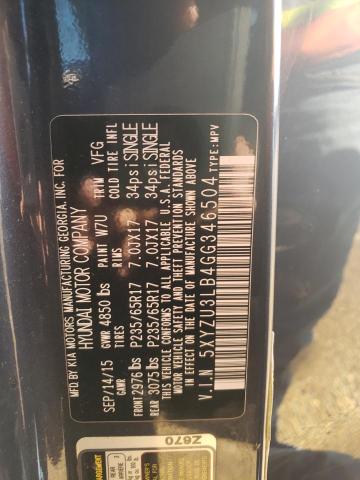 MFD. BY KIA MOTORS MANUFACTURING GEORGIA, INC. FOR
HYUNDAI MOTOR COMPANY
SEP/14/15 PAINT W7U TRIM VFG
GVWR 4850 lbs
GAWR TIRES RIMS COLD TIRE INFL
FRONT 2976 lbs P235/65R17 7.0JX17 34psi SINGLE
REAR 3075 lbs P235/65R17 7.0JX17 34psi SINGLE
THIS VEHICLE CONFORMS TO ALL APPLICABLE U.S.A. FEDERAL
MOTOR VEHICLE SAFETY AND THEFT PREVENTION STANDARDS
IN EFFECT ON THE DATE OF MANUFACTURE SHOWN ABOVE
V.I.N: 5XYZU3LB4GG346504 TYPE:MPV
Z670
REAR
3